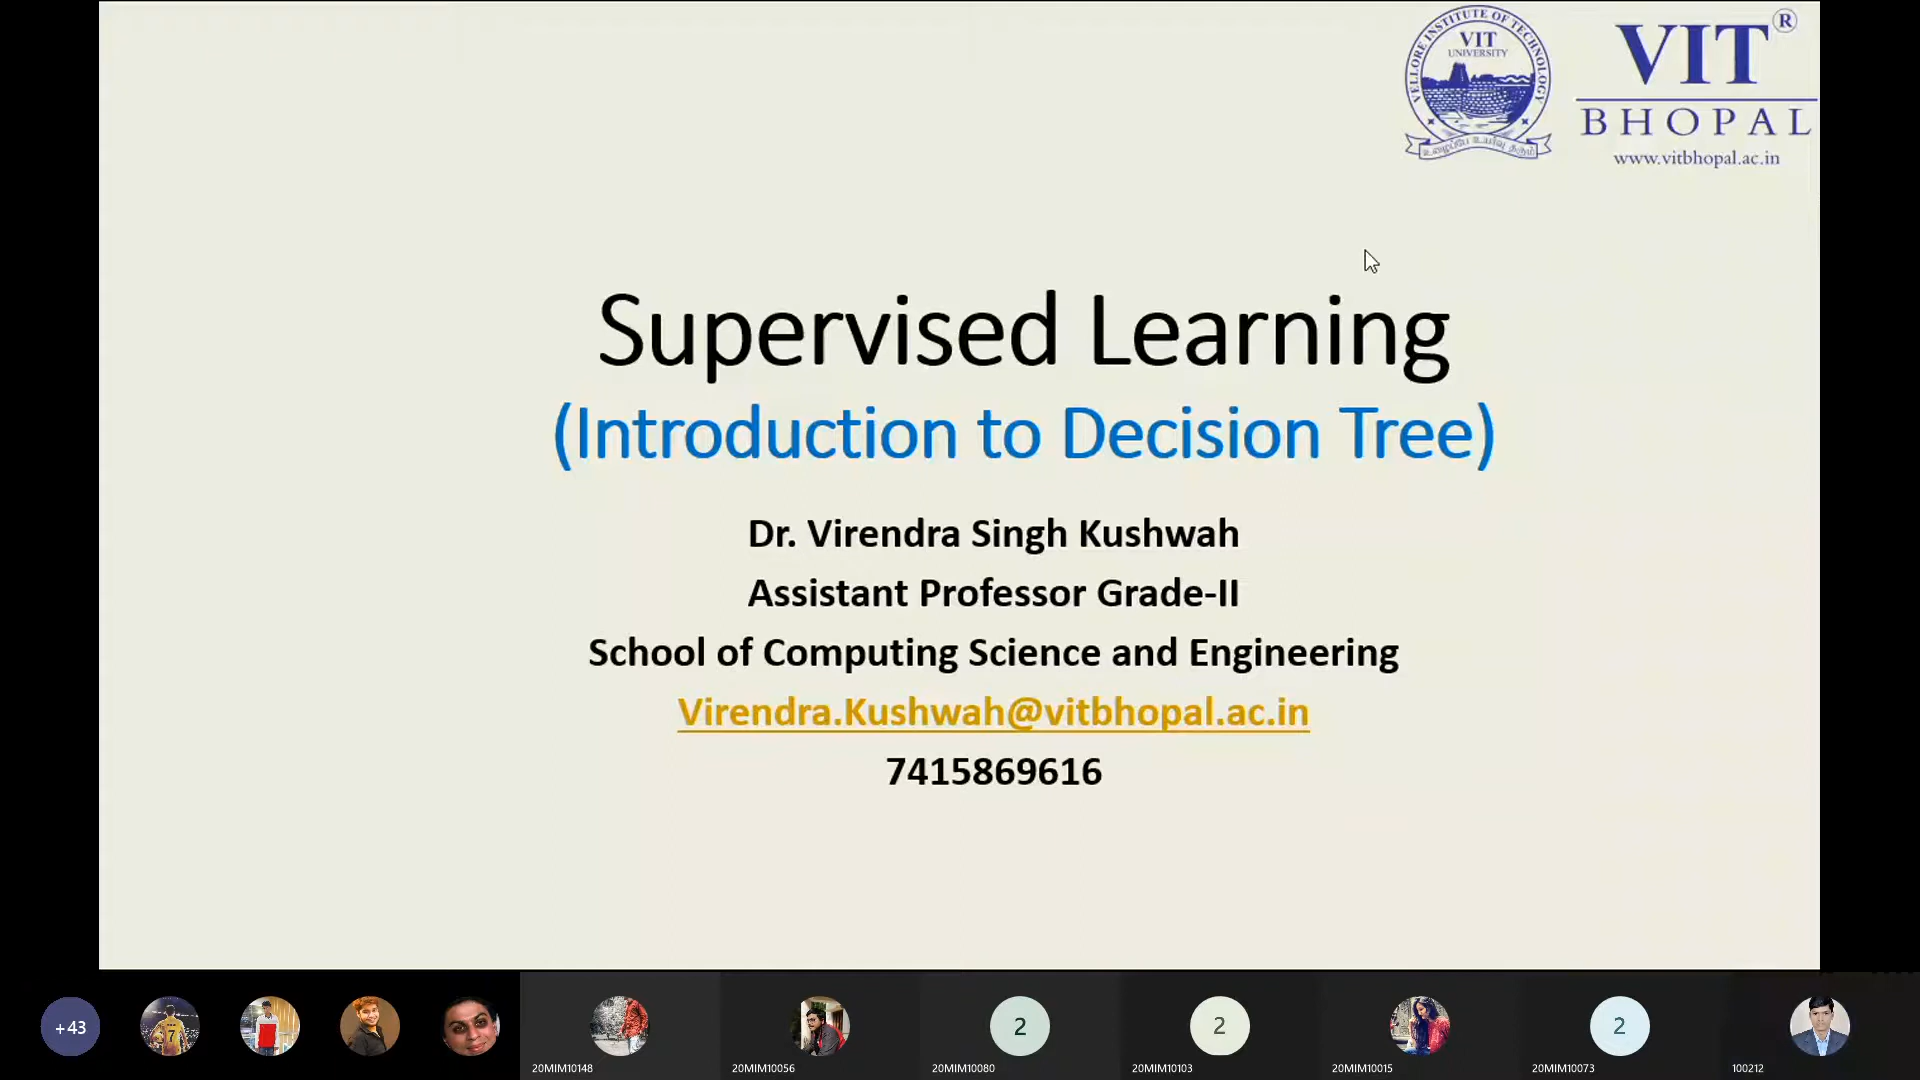 VELLORE INSTITUTE OF TECHNOLOGY
VIT
UNIVERSITY
VIT®
BHOPAL
www.vitbhopal.ac.in
Supervised Learning
(Introduction to Decision Tree)
Dr. Virendra Singh Kushwah
Assistant Professor Grade-II
School of Computing Science and Engineering
Virendra.Kushwah@vitbhopal.ac.in
7415869616
+43
7
2
2
2
20MIM10148
20MIM10056
20MIM10080
20MIM10103
20MIM10015
20MIM10073
100212